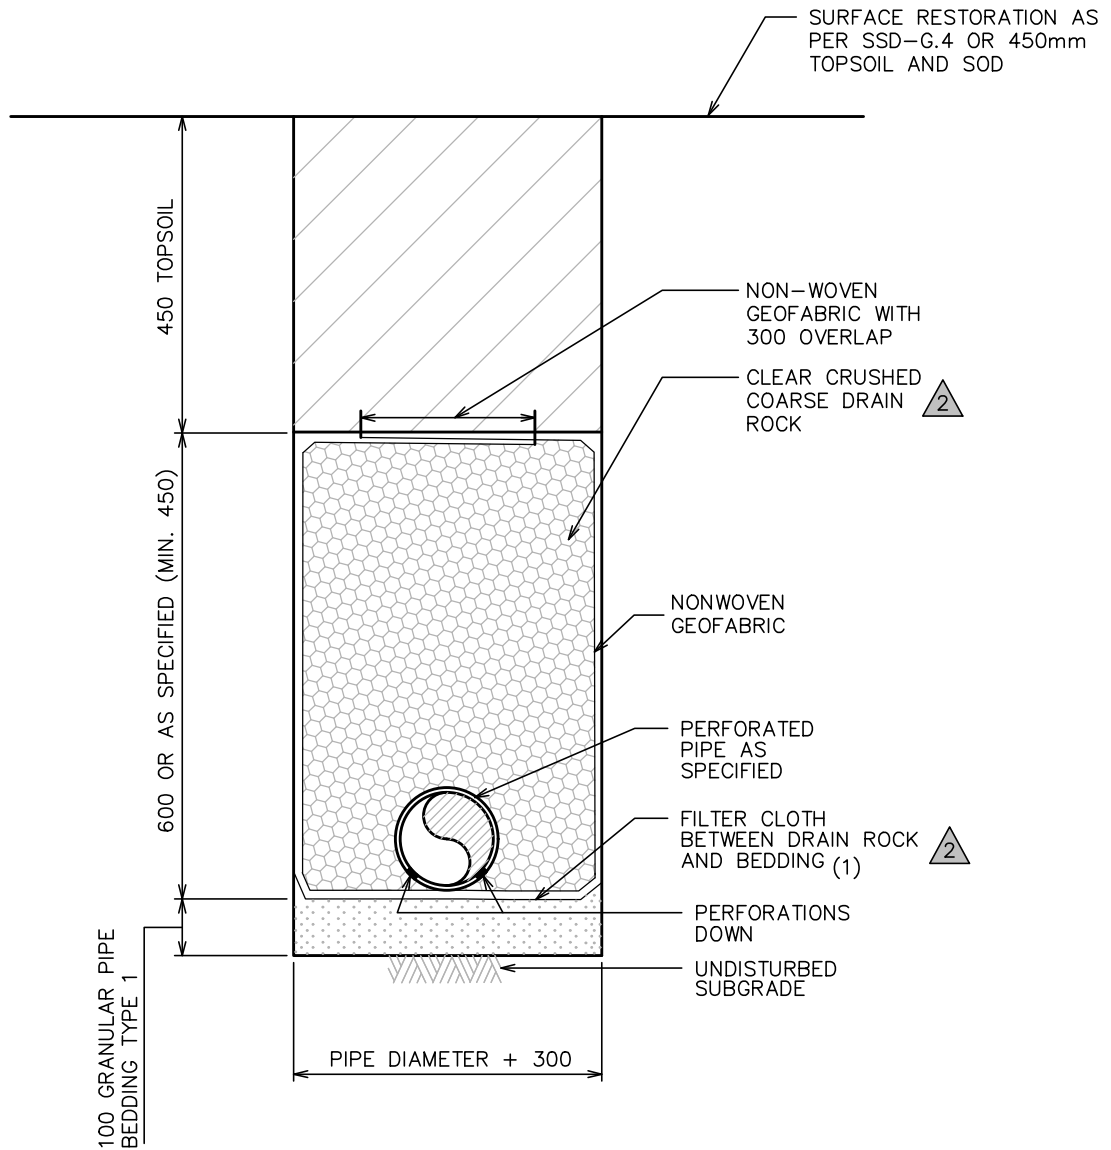 SURFACE RESTORATION AS
PER SSD-G.4 OR 450mm
TOPSOIL AND SOD
450 TOPSOIL
NON-WOVEN
GEOFABRIC WITH
300 OVERLAP
CLEAR CRUSHED
COARSE DRAIN
ROCK
2
600 OR AS SPECIFIED (MIN. 450)
NONWOVEN
GEOFABRIC
PERFORATED
PIPE AS
SPECIFIED
FILTER CLOTH
BETWEEN DRAIN ROCK
AND BEDDING (1)
2
PERFORATIONS
DOWN
UNDISTURBED
SUBGRADE
100 GRANULAR PIPE
BEDDING TYPE 1
PIPE DIAMETER + 300